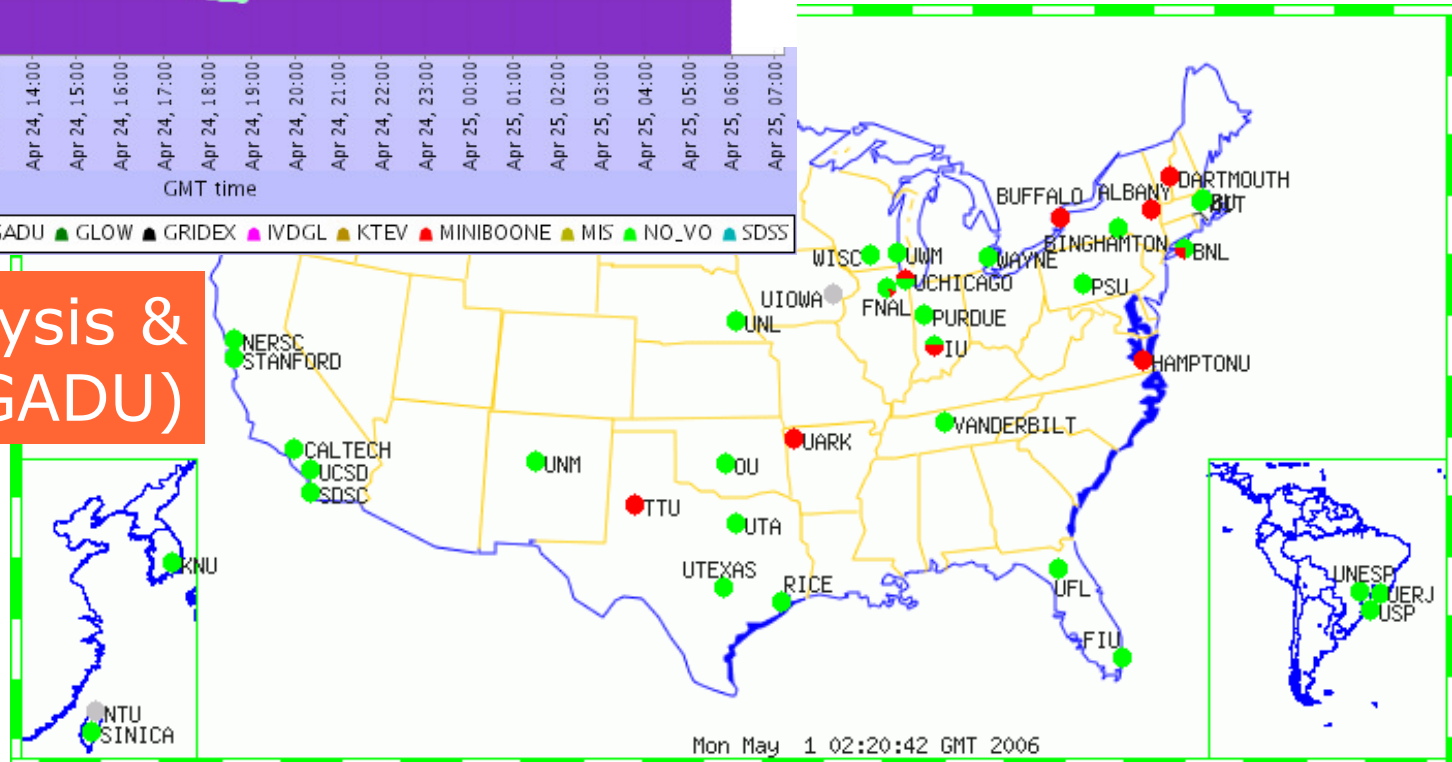 Apr 24, 14:00
Apr 24, 15:00
Apr 24, 16:00
Apr 24, 17:00
Apr 24, 18:00
Apr 24, 19:00
Apr 24, 20:00
Apr 24, 21:00
Apr 24, 22:00
Apr 24, 23:00
Apr 25, 00:00
Apr 25, 01:00
Apr 25, 02:00
Apr 25, 03:00
Apr 25, 04:00
Apr 25, 05:00
Apr 25, 06:00
Apr 25, 07:00
GMT time
GADU GLOW GRIDEX IVDGL KTEV MINIBOONE MIS NO_VO SDSS
ysis &
GADU)
BUFFALO
ALBANY
DARTMOUTH
BINGHAMTON
BNL
WISC
UWM
WAYNE
UCHICAGO
UIOWA
FNAL
PSU
PURDUE
UNL
IU
NERSC
STANFORD
HAMPTONU
VANDERBILT
UARK
CALTECH
UCSD
SDSC
UNM
OU
TTU
UTA
UTEXAS
RICE
UFL
FIU
KNU
NTU
SINICA
UNESP
UERJ
USP
Mon May 1 02:20:42 GMT 2006